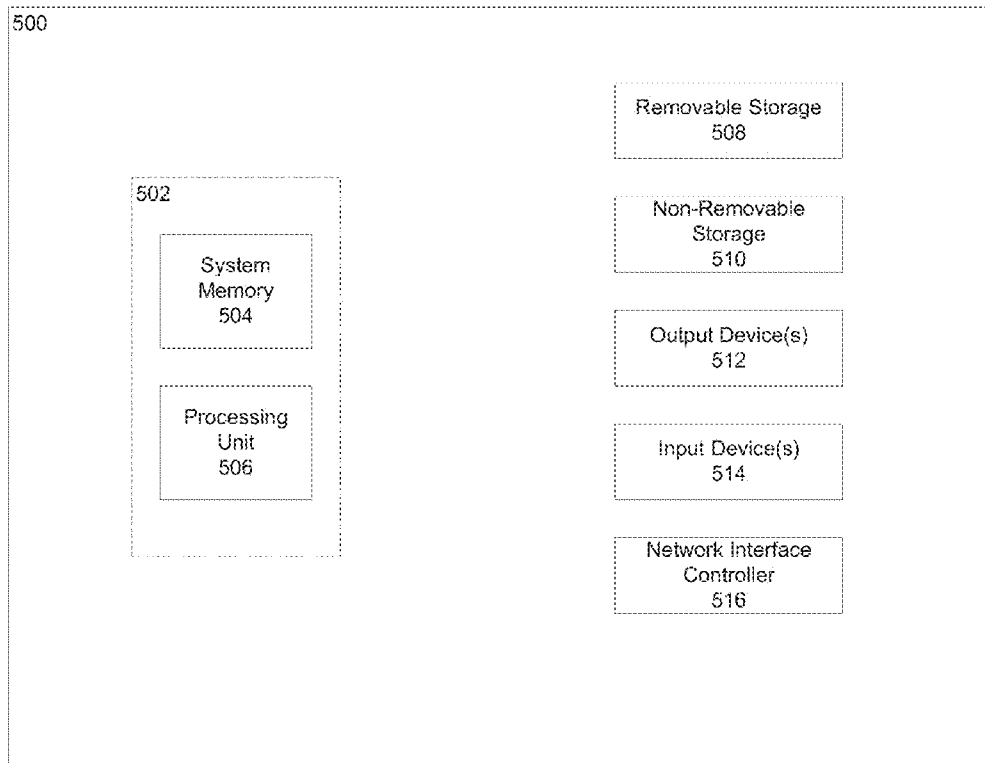 500
502
System
Memory
504
Processing
Unit
506
Removable Storage
508
Non-Removable
Storage
510
Output Device(s)
512
Input Device(s)
514
Network Interface
Controller
516